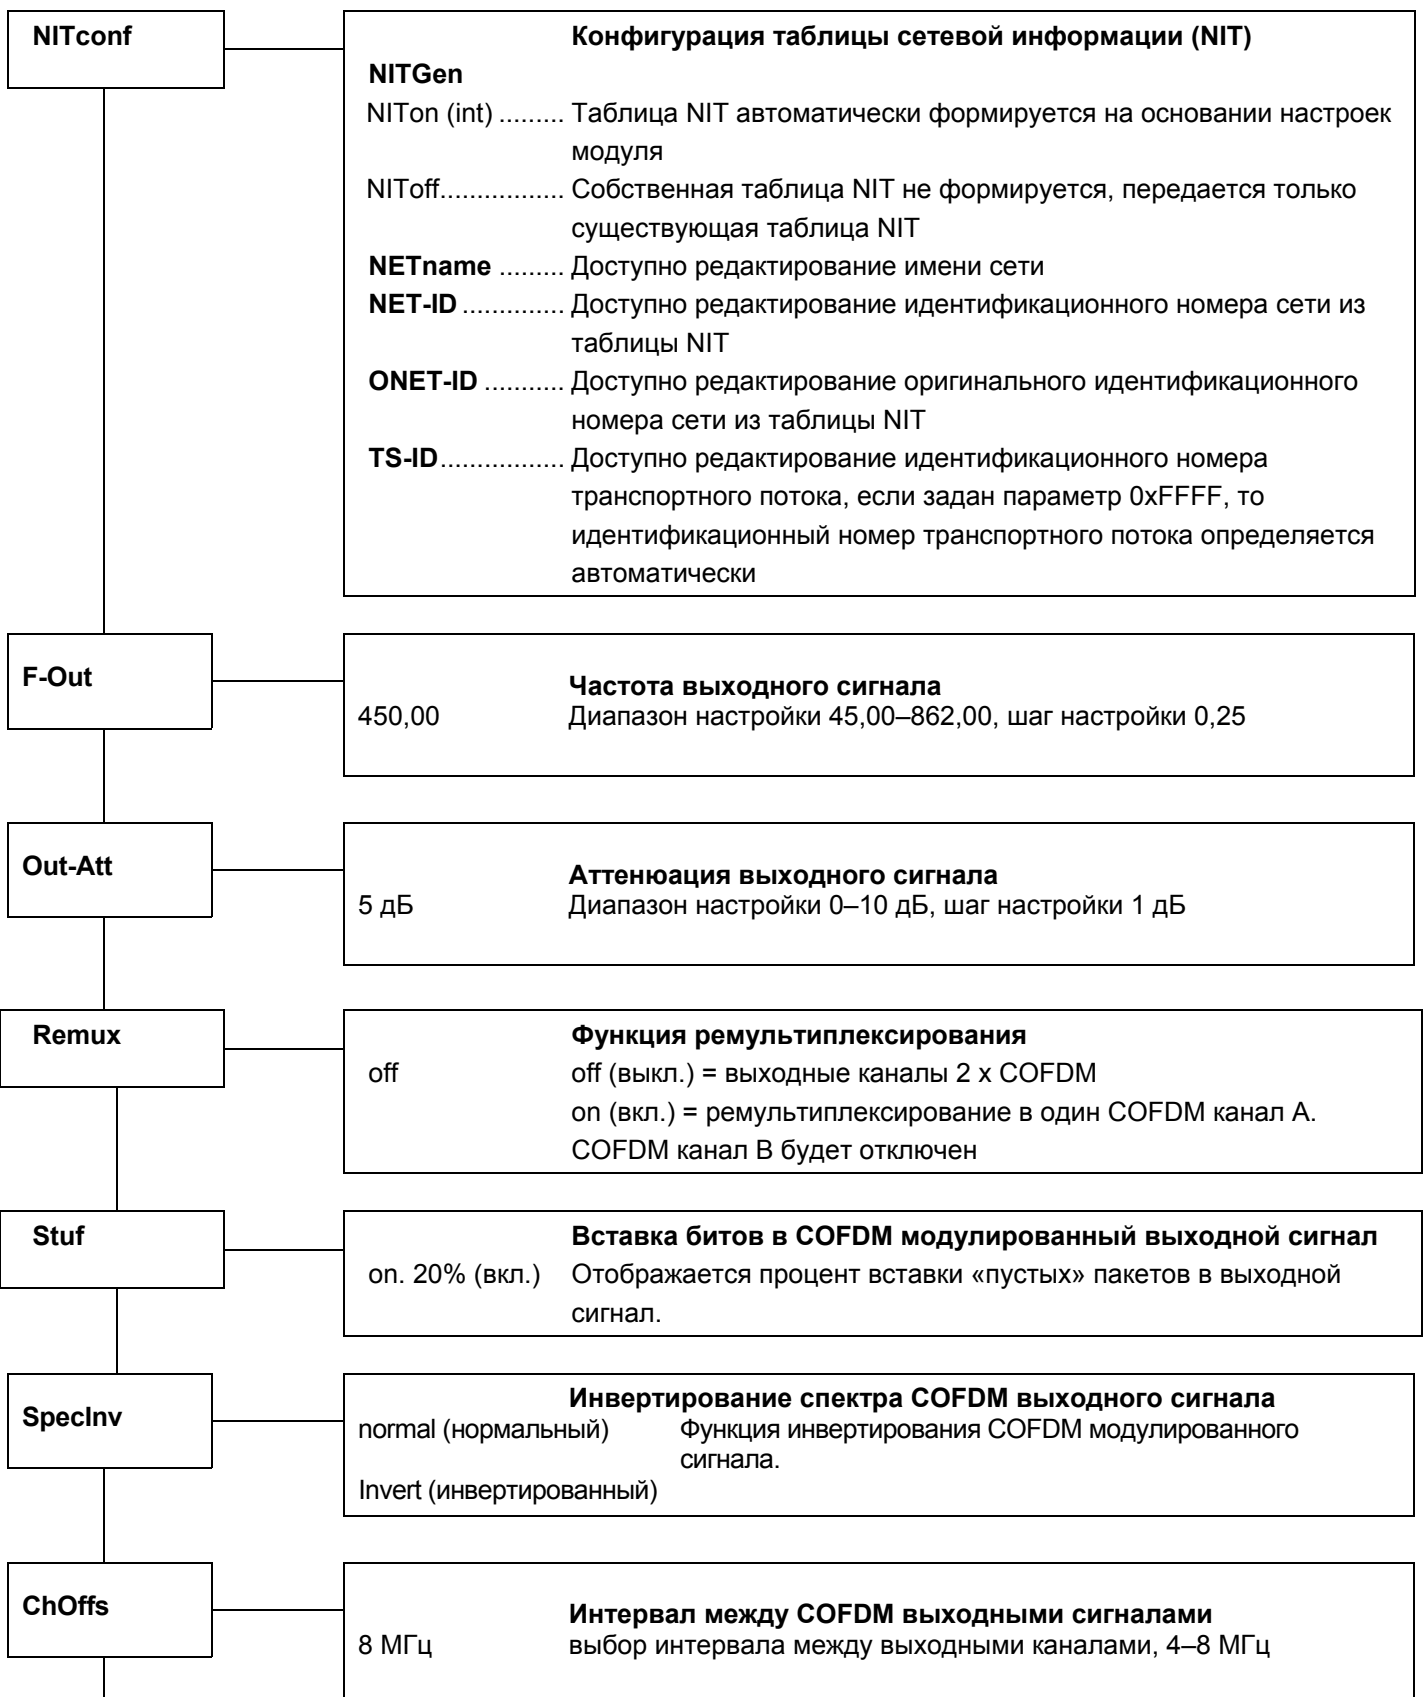 NITconf
Конфигурация таблицы сетевой информации (NIT)
NITGen
NITon (int) ......... Таблица NIT автоматически формируется на основании настроек
модуля
NIToff................. Собственная таблица NIT не формируется, передается только
существующая таблица NIT
NETname ......... Доступно редактирование имени сети
NET-ID .............. Доступно редактирование идентификационного номера сети из
таблицы NIT
ONET-ID ........... Доступно редактирование оригинального идентификационного
номера сети из таблицы NIT
TS-ID................. Доступно редактирование идентификационного номера
транспортного потока, если задан параметр 0xFFFF, то
идентификационный номер транспортного потока определяется
автоматически
F-Out
Частота выходного сигнала
450,00 Диапазон настройки 45,00–862,00, шаг настройки 0,25
Out-Att
Аттенюация выходного сигнала
5 дБ Диапазон настройки 0–10 дБ, шаг настройки 1 дБ
Remux
Функция ремультиплексирования
off off (выкл.) = выходные каналы 2 x COFDM
on (вкл.) = ремультиплексирование в один COFDM канал A.
COFDM канал B будет отключен
Stuf
Вставка битов в COFDM модулированный выходной сигнал
on. 20% (вкл.) Отображается процент вставки «пустых» пакетов в выходной
сигнал.
SpecInv
Инвертирование спектра COFDM выходного сигнала
normal (нормальный) Функция инвертирования COFDM модулированного
сигнала.
Invert (инвертированный)
ChOffs
Интервал между COFDM выходными сигналами
8 МГц выбор интервала между выходными каналами, 4–8 МГц